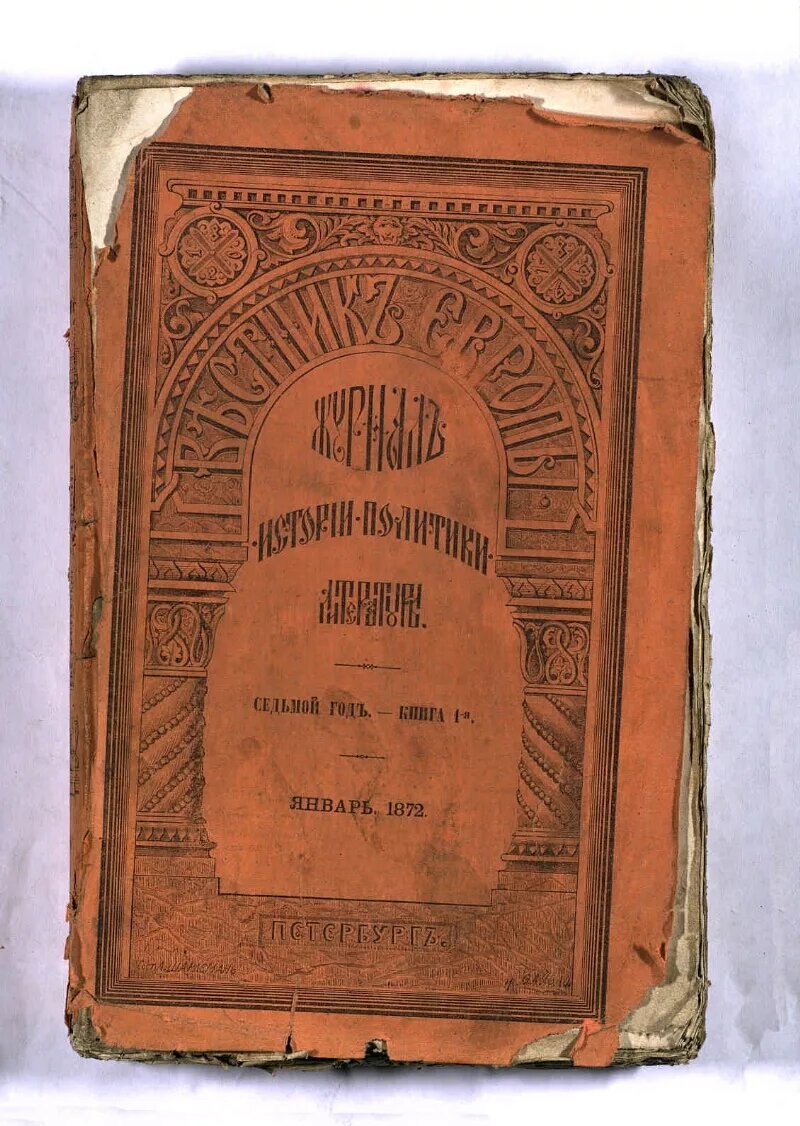 ВѢСТНИКЪ ЕВРОПЫ
ЖУРНАЛЪ
ИСТОРІИ · ПОЛИТИКИ ·
ЛИТЕРАТУРЫ.
СЕДЬМОЙ ГОДЪ. — КНИГА 1-я.
ЯНВАРЬ, 1872.
ПЕТЕРБУРГЪ.